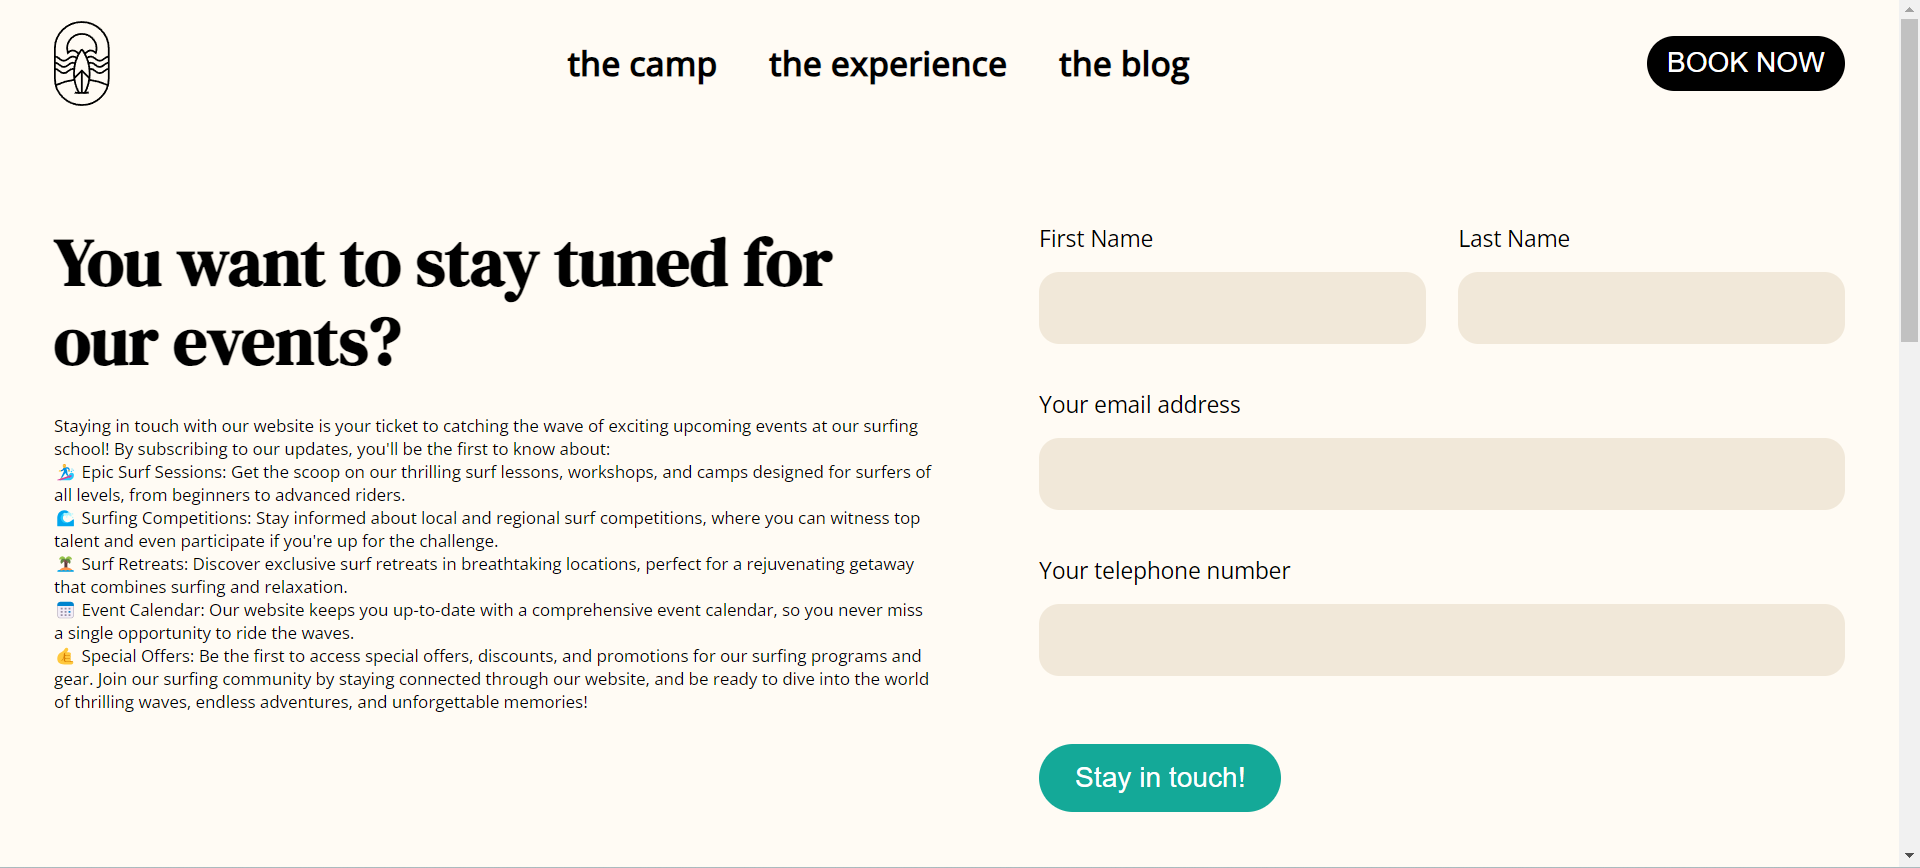 the camp the experience the blog BOOK NOW
You want to stay tuned for
our events?
Staying in touch with our website is your ticket to catching the wave of exciting upcoming events at our surfing
school! By subscribing to our updates, you'll be the first to know about:
🏄 Epic Surf Sessions: Get the scoop on our thrilling surf lessons, workshops, and camps designed for surfers of
all levels, from beginners to advanced riders.
🌊 Surfing Competitions: Stay informed about local and regional surf competitions, where you can witness top
talent and even participate if you're up for the challenge.
🏝️ Surf Retreats: Discover exclusive surf retreats in breathtaking locations, perfect for a rejuvenating getaway
that combines surfing and relaxation.
📅 Event Calendar: Our website keeps you up-to-date with a comprehensive event calendar, so you never miss
a single opportunity to ride the waves.
🤙 Special Offers: Be the first to access special offers, discounts, and promotions for our surfing programs and
gear. Join our surfing community by staying connected through our website, and be ready to dive into the world
of thrilling waves, endless adventures, and unforgettable memories!
First Name Last Name
Your email address
Your telephone number
Stay in touch!